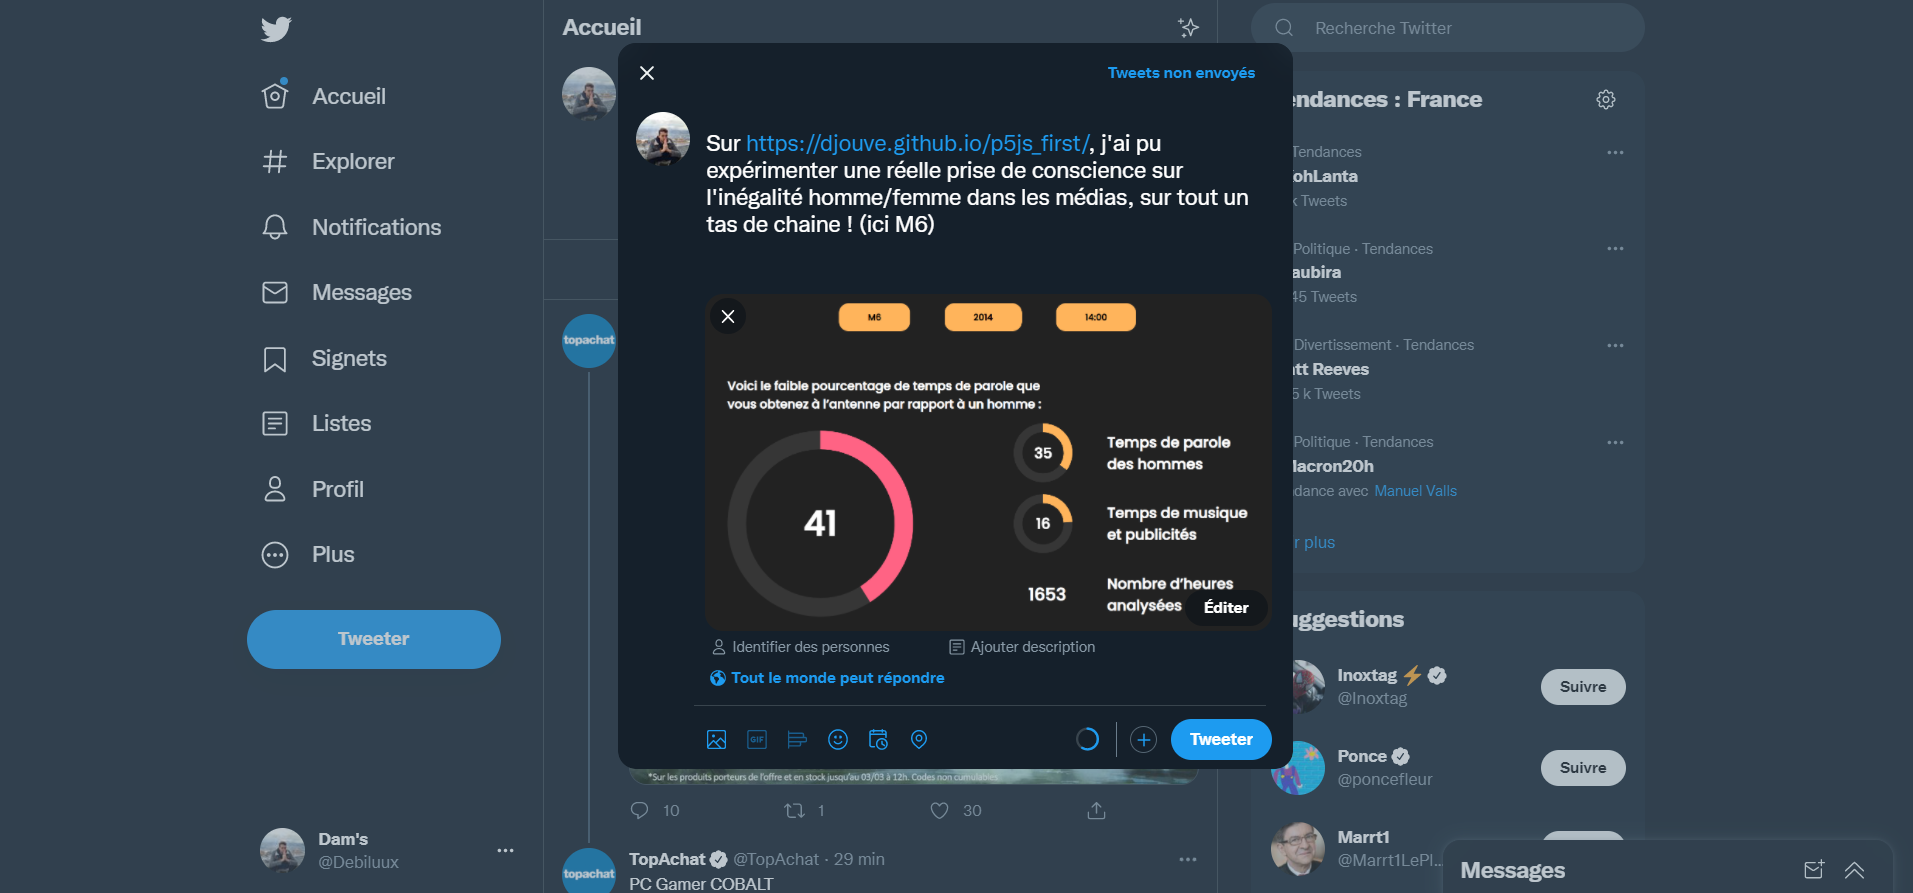 Accueil
Explorer
Notifications
Messages
Signets
Listes
Profil
Plus
Tweeter
Dam's
@Debiluux
Accueil
topachat
Tweets non envoyés
Sur https://djouve.github.io/p5js_first/, j'ai pu
expérimenter une réelle prise de conscience sur
l'inégalité homme/femme dans les médias, sur tout un
tas de chaine ! (ici M6)
M6 2014 14:00
Voici le faible pourcentage de temps de parole que
vous obtenez à l'antenne par rapport à un homme :
41
35 Temps de parole
des hommes
16 Temps de musique
et publicités
1653 Nombre d'heures
analysées
Éditer
Identifier des personnes Ajouter description
Tout le monde peut répondre
GIF
Tweeter
*Sur les produits porteurs de l'offre et en stock jusqu'au 03/03 à 12h. Codes non cumulables
10 1 30
topachat
TopAchat @TopAchat · 29 min
PC Gamer COBALT
Recherche Twitter
endances : France
Tendances
ohLanta
k Tweets
Politique · Tendances
aubira
45 Tweets
Divertissement · Tendances
tt Reeves
5 k Tweets
Politique · Tendances
lacron20h
dance avec Manuel Valls
r plus
uggestions
Inoxtag
@Inoxtag
Suivre
Ponce
@poncefleur
Suivre
Marrt1
@Marrt1LePl...
Messages